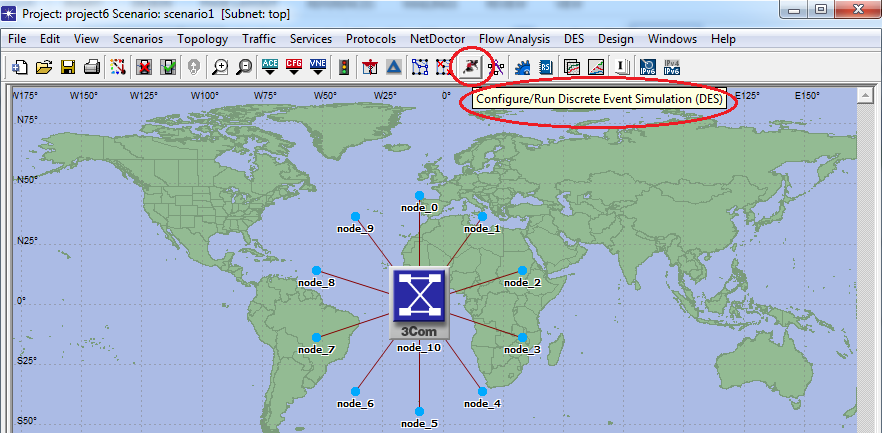 Project: project6 Scenario: scenario1 [Subnet: top]
File Edit View Scenarios Topology Traffic Services Protocols NetDoctor Flow Analysis DES Design Windows Help
ACE CFG VNE ERS I IPv6 IPv4 IPv6
Configure/Run Discrete Event Simulation (DES)
W175° W150° W125° W100° W75° W50° W25° 0° E125° E150°
N75°
N50°
node_0
node_9 node_1
N25°
node_8 node_2
0°
3Com
node_7 node_10 node_3
S25°
node_6 node_4
node_5
S50°